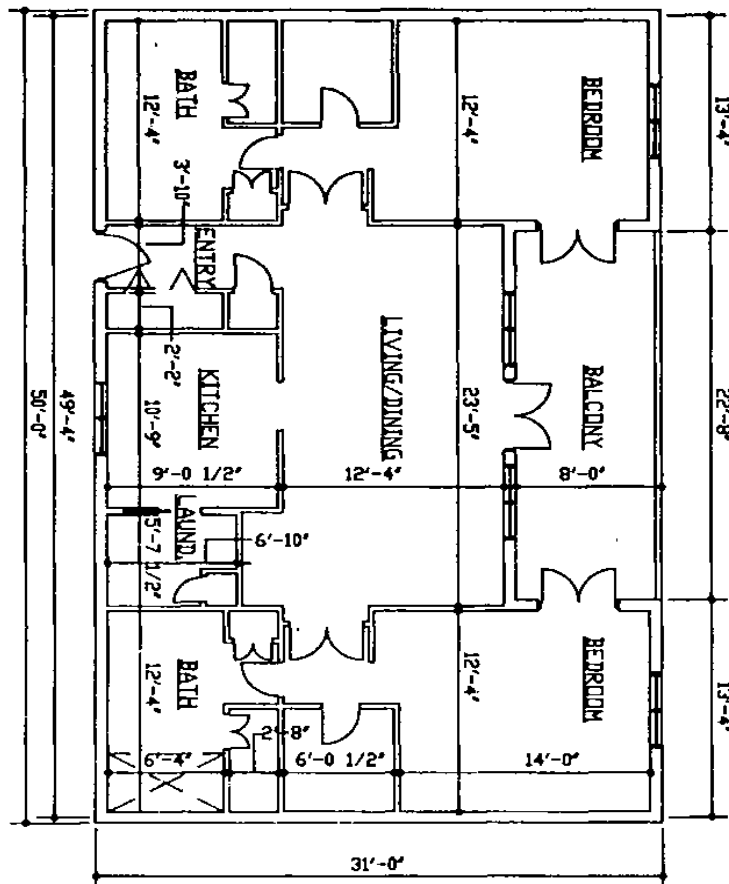 BATH
12'-4"
3'-10"
ENTRY
2'-2"
KITCHEN
10'-9"
9'-0 1/2"
LAUND.
5'-7 1/2"
6'-10"
BATH
12'-4"
6'-4"
2'-8"
6'-0 1/2"
14'-0"
LIVING/DINING
12'-4"
23'-5"
12'-4"
12'-4"
BEDROOM
BALCONY
8'-0"
BEDROOM
13'-4"
22'-8"
13'-4"
49'-4"
50'-0"
31'-0"